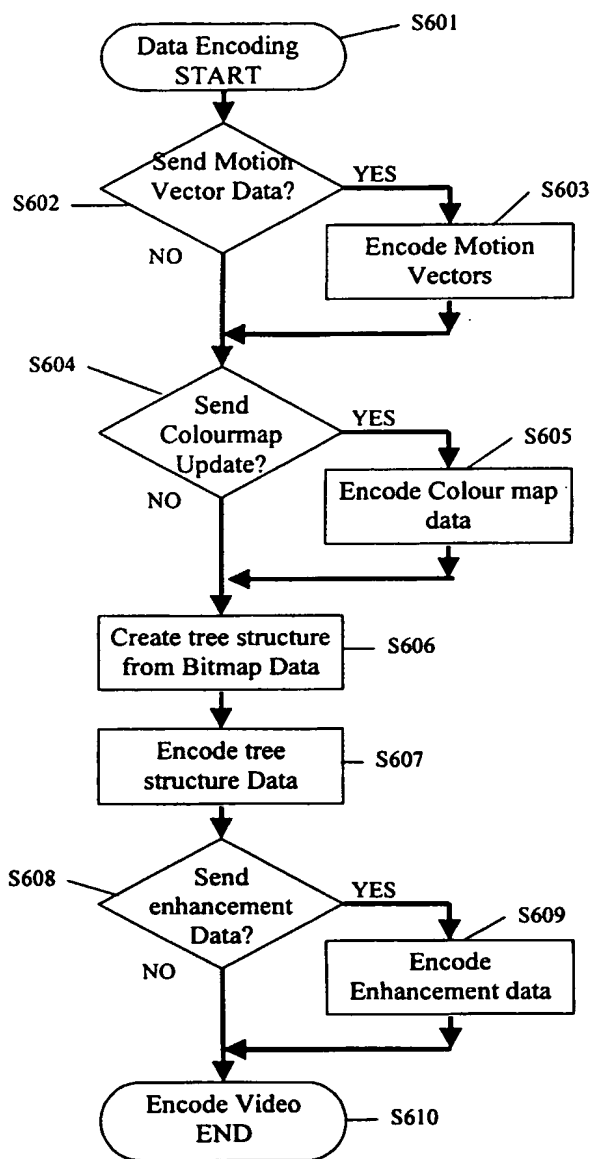 S601
Data Encoding
START
Send Motion
Vector Data?
YES
S602
S603
NO
Encode Motion
Vectors
S604
Send
Colourmap
Update?
YES
S605
NO
Encode Colour map
data
Create tree structure
from Bitmap Data
S606
Encode tree
structure Data
S607
S608
Send
enhancement
Data?
YES
S609
NO
Encode
Enhancement data
Encode Video
END
S610